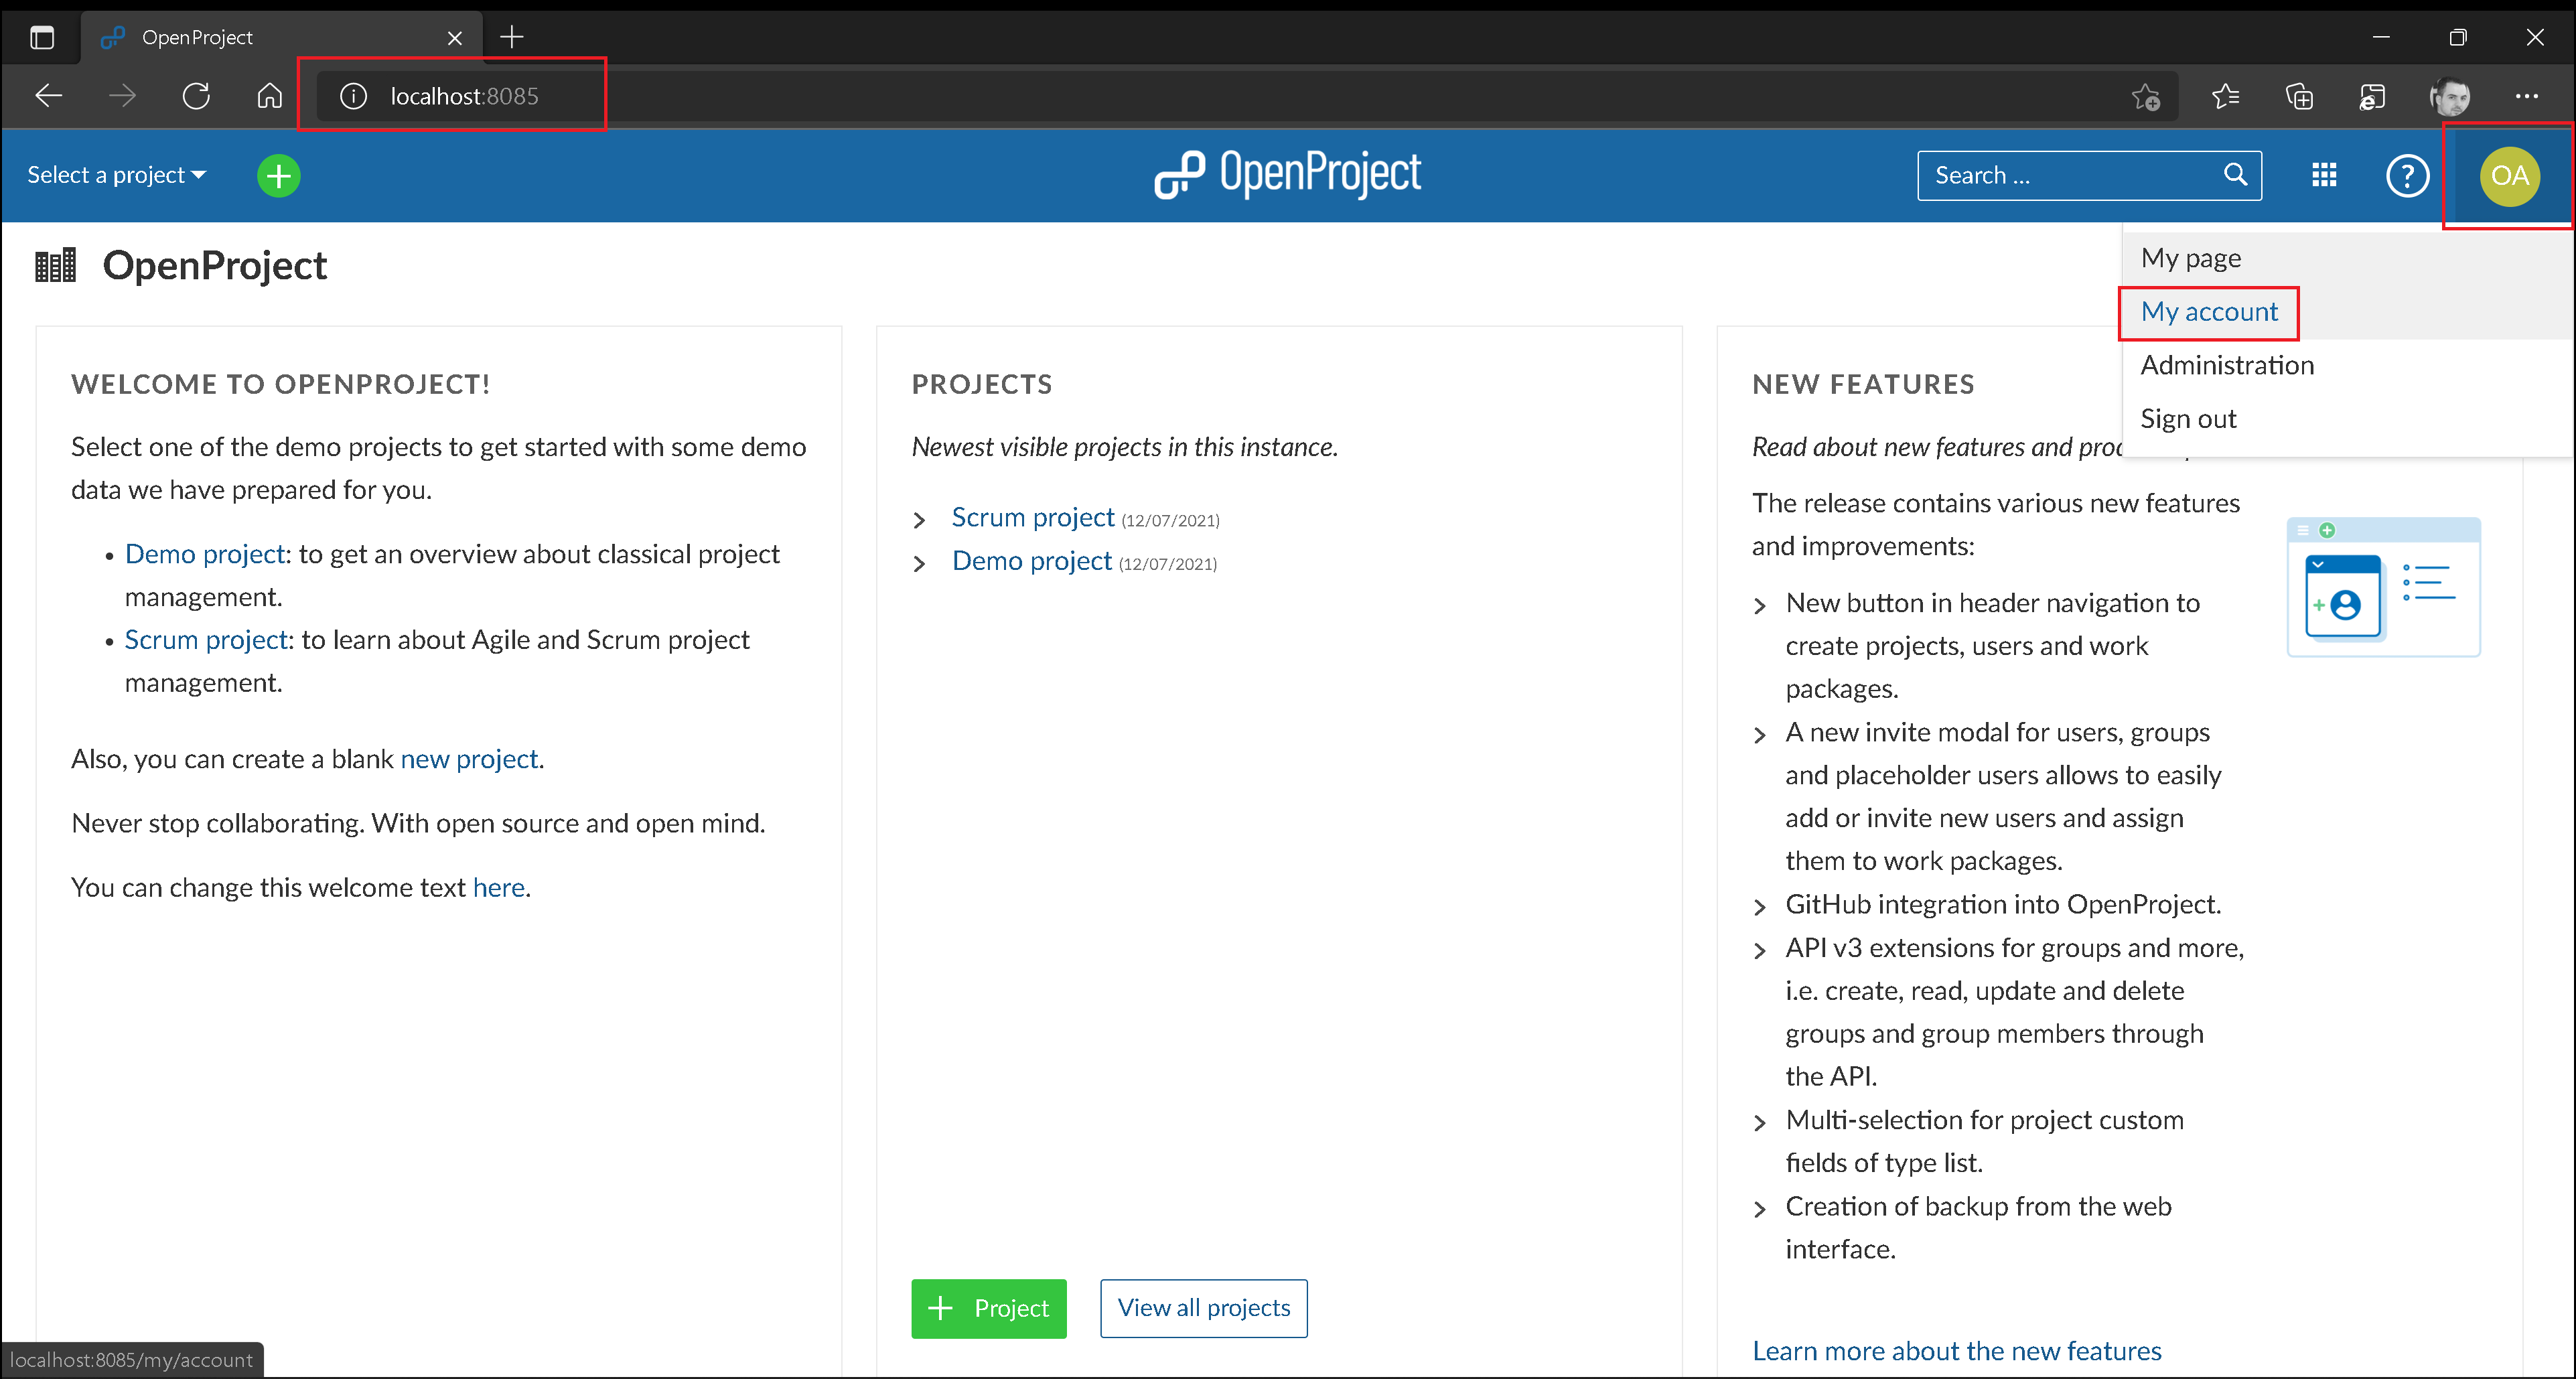 OpenProject
localhost:8085
Select a project
OpenProject
Search ...
OA
OpenProject
My page
My account
Administration
Sign out
WELCOME TO OPENPROJECT!
Select one of the demo projects to get started with some demo
data we have prepared for you.
• Demo project: to get an overview about classical project
management.
• Scrum project: to learn about Agile and Scrum project
management.
Also, you can create a blank new project.
Never stop collaborating. With open source and open mind.
You can change this welcome text here.
PROJECTS
Newest visible projects in this instance.
Scrum project (12/07/2021)
Demo project (12/07/2021)
+ Project
View all projects
NEW FEATURES
Read about new features and
The release contains various new features
and improvements:
New button in header navigation to
create projects, users and work
packages.
A new invite modal for users, groups
and placeholder users allows to easily
add or invite new users and assign
them to work packages.
GitHub integration into OpenProject.
API v3 extensions for groups and more,
i.e. create, read, update and delete
groups and group members through
the API.
Multi-selection for project custom
fields of type list.
Creation of backup from the web
interface.
Learn more about the new features
localhost:8085/my/account